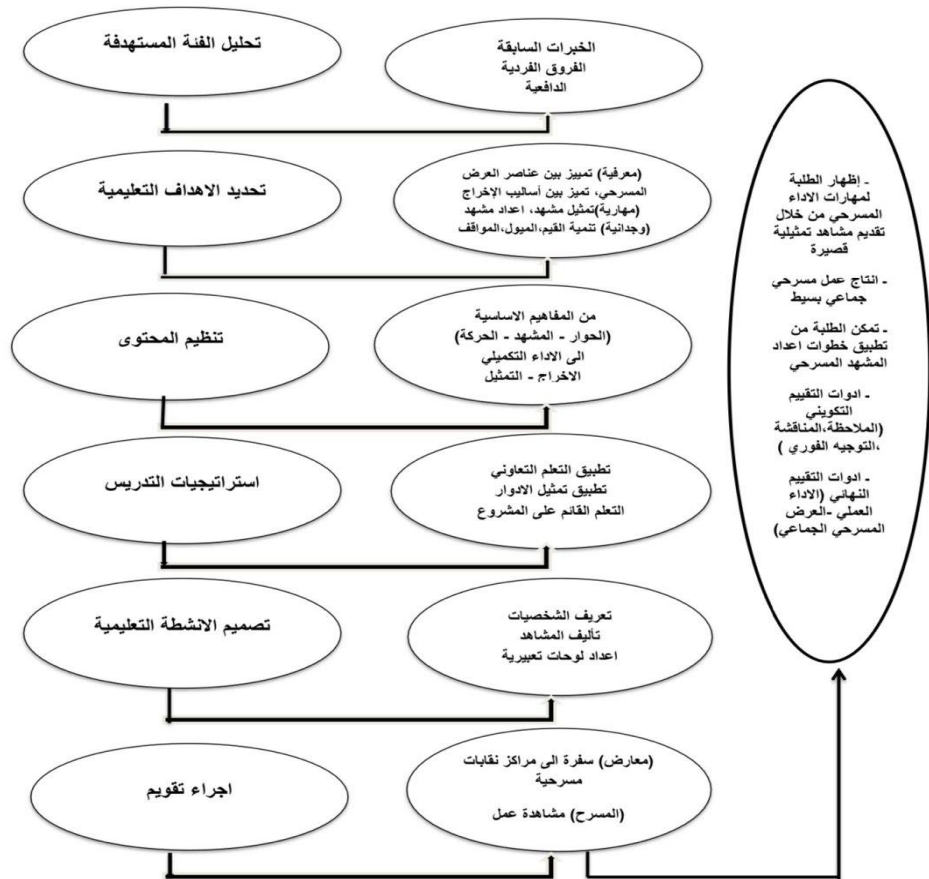 تحليل الفئة المستهدفة
الخبرات السابقة
الفروق الفردية
الدافعية
تحديد الاهداف التعليمية
(معرفية) تمييز بين عناصر العرض
المسرحي، تميز بين أساليب الإخراج
(مهارية)تمثيل مشهد، اعداد مشهد
(وجدانية) تنمية القيم،الميول،المواقف
تنظيم المحتوى
من المفاهيم الاساسية
(الحوار - المشهد - الحركة)
الى الاداء التكميلي
الاخراج - التمثيل
استراتيجيات التدريس
تطبيق التعلم التعاوني
تطبيق تمثيل الادوار
التعلم القائم على المشروع
تصميم الانشطة التعليمية
تعريف الشخصيات
تأليف المشاهد
اعداد لوحات تعبيرية
اجراء تقويم
(معارض) سفرة الى مراكز نقابات
مسرحية
(المسرح) مشاهدة عمل
ـ إظهار الطلبة
لمهارات الاداء
المسرحي من خلال
تقديم مشاهد تمثيلية
قصيرة
ـ انتاج عمل مسرحي
جماعي بسيط
ـ تمكن الطلبة من
تطبيق خطوات اعداد
المشهد المسرحي
ـ ادوات التقييم
التكويني
(الملاحظة،المناقشة
،التوجيه الفوري )
ـ ادوات التقييم
النهائي (الاداء
العملي -العرض
المسرحي الجماعي)